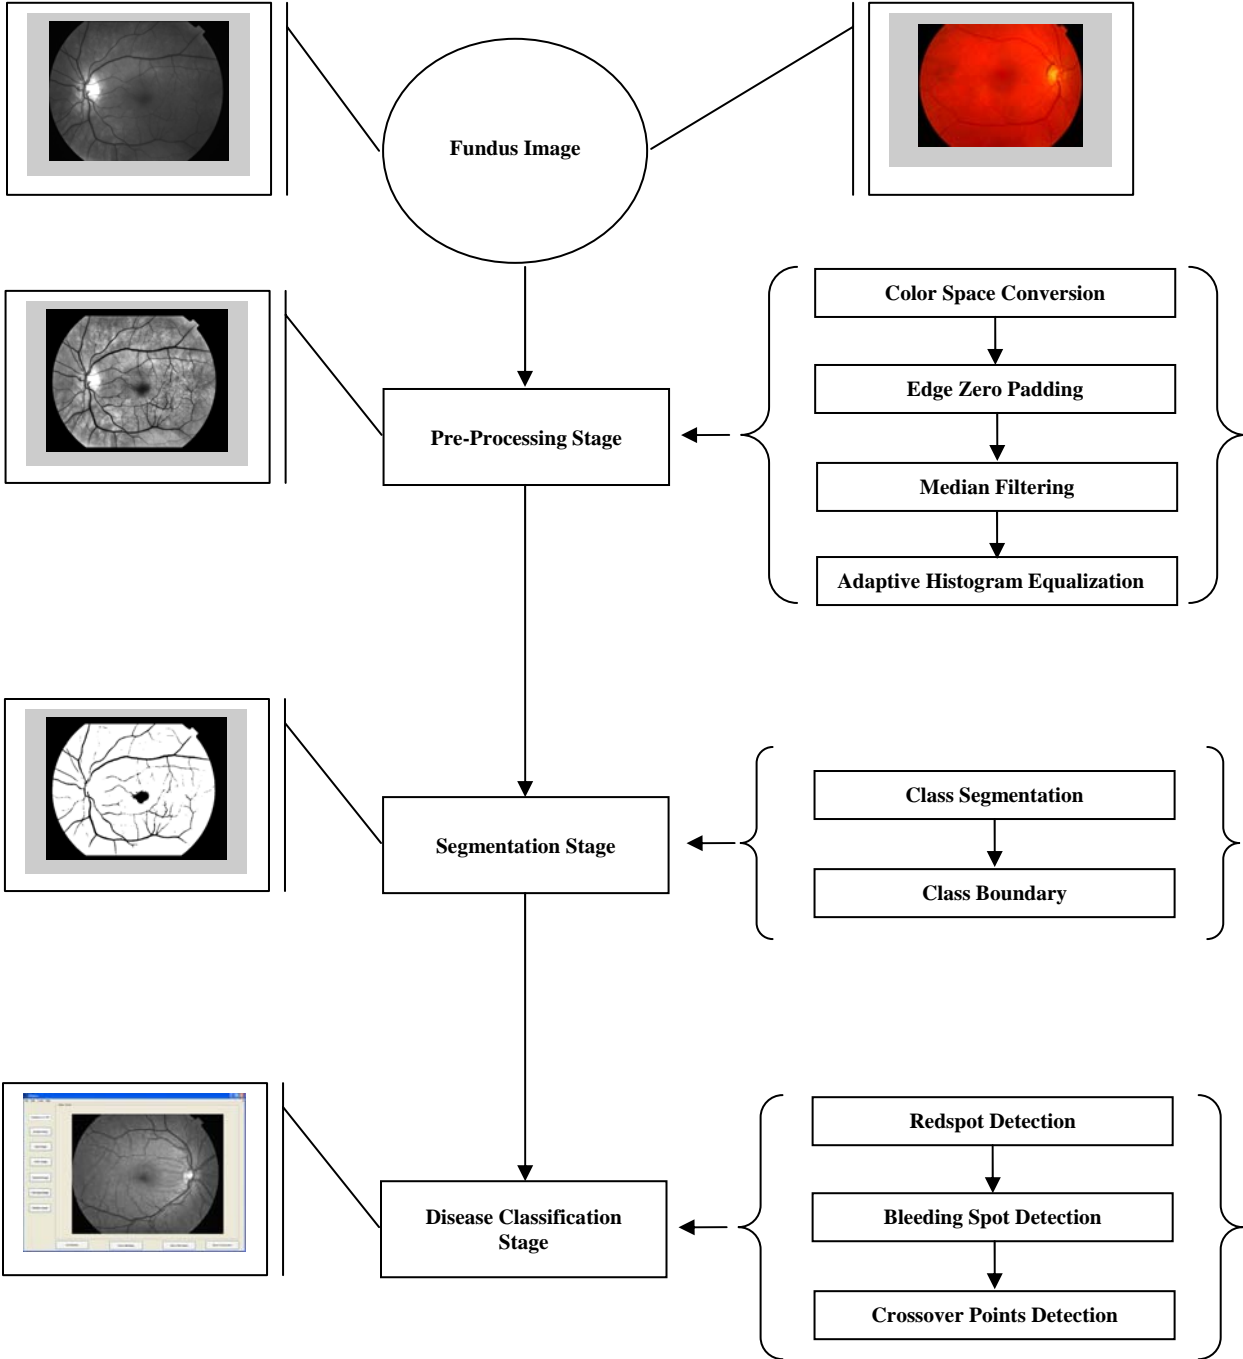 Fundus Image
Color Space Conversion
Edge Zero Padding
Pre-Processing Stage
Median Filtering
Adaptive Histogram Equalization
Class Segmentation
Segmentation Stage
Class Boundary
Redspot Detection
Disease Classification
Stage
Bleeding Spot Detection
Crossover Points Detection